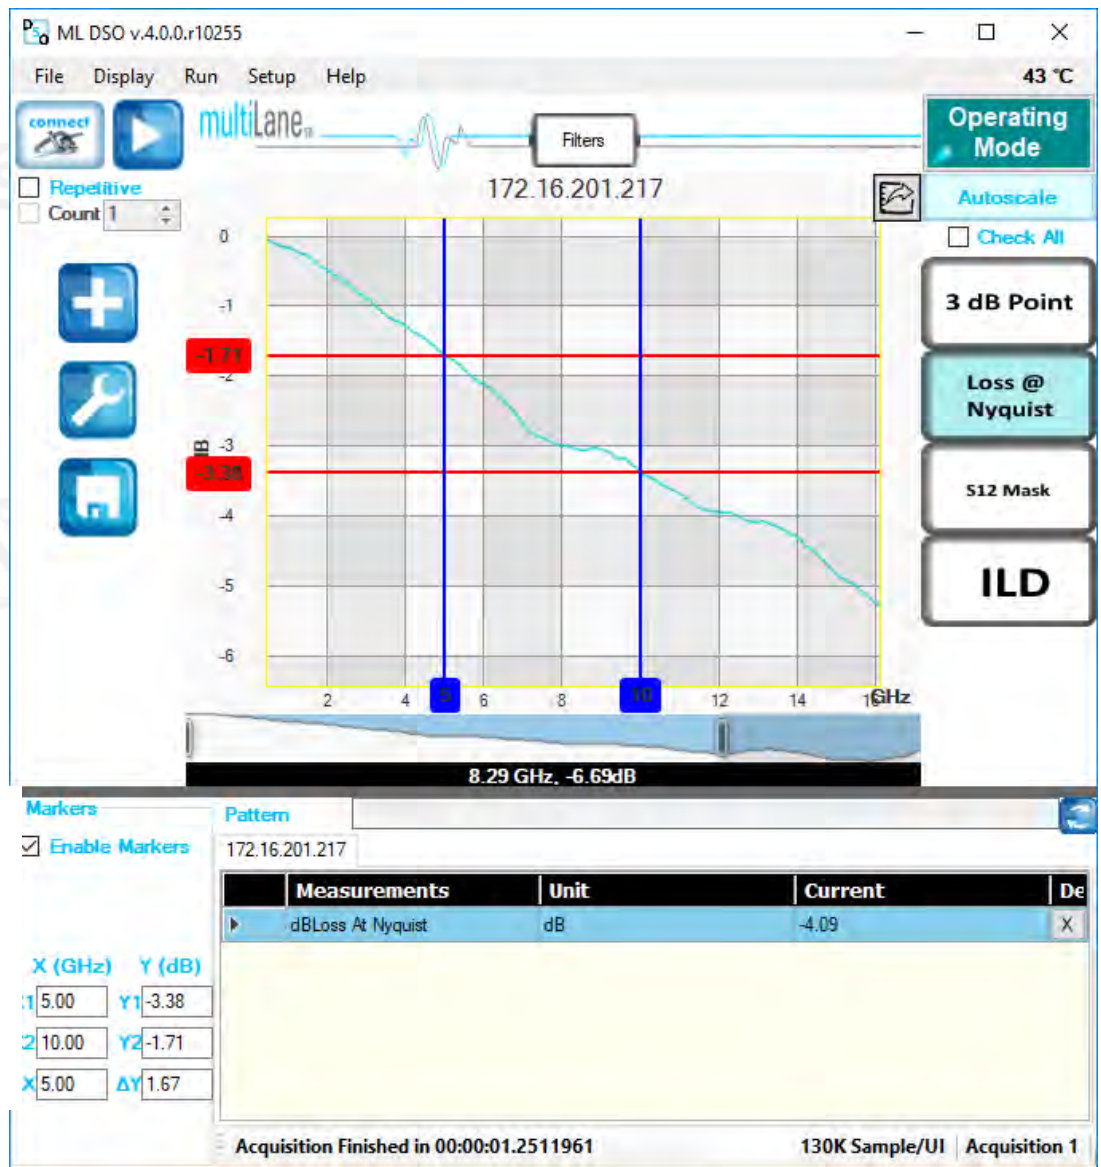 ML DSO v.4.0.0.r10255
File Display Run Setup Help 43 °C
connect
multiLane
Filters
Operating
Mode
Repetitive
Count 1
172.16.201.217
Autoscale
Check All
3 dB Point
Loss @
Nyquist
S12 Mask
ILD
0
-1
-1.71
-2
dB
-3
-3.38
-4
-5
-6
2 4 5 6 8 10 12 14 16 GHz
8.29 GHz, -6.69dB
Markers
Pattern
Enable Markers
172.16.201.217
Measurements Unit Current De
dBLoss At Nyquist dB -4.09 X
X (GHz) Y (dB)
1 5.00 Y1 -3.38
2 10.00 Y2 -1.71
X 5.00 ΔY 1.67
Acquisition Finished in 00:00:01.2511961 130K Sample/UI Acquisition 1